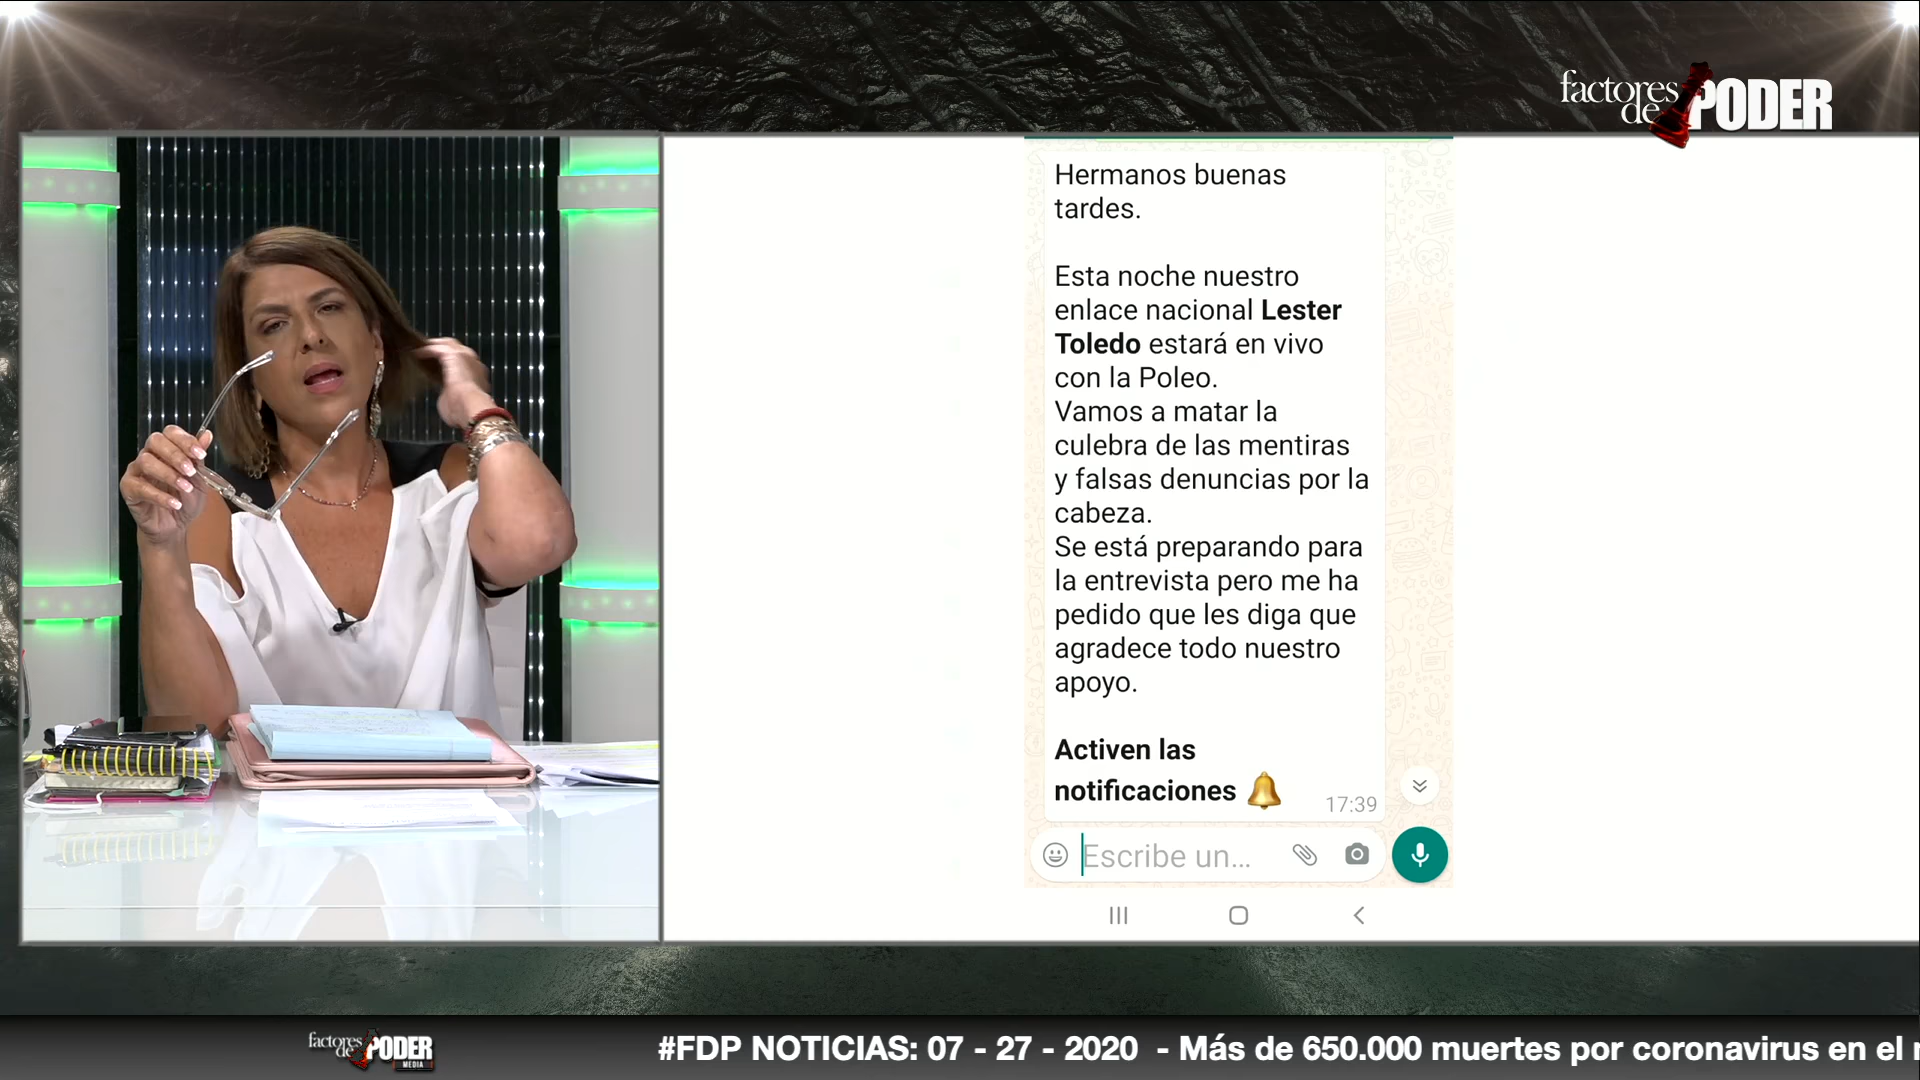 factores
de PODER
Hermanos buenas
tardes.
Esta noche nuestro
enlace nacional Lester
Toledo estará en vivo
con la Poleo.
Vamos a matar la
culebra de las mentiras
y falsas denuncias por la
cabeza.
Se está preparando para
la entrevista pero me ha
pedido que les diga que
agradece todo nuestro
apoyo.
Activen las
notificaciones
17:39
Escribe un...
factores
de PODER
MEDIA
#FDP NOTICIAS: 07 - 27 - 2020 - Más de 650.000 muertes por coronavirus en el